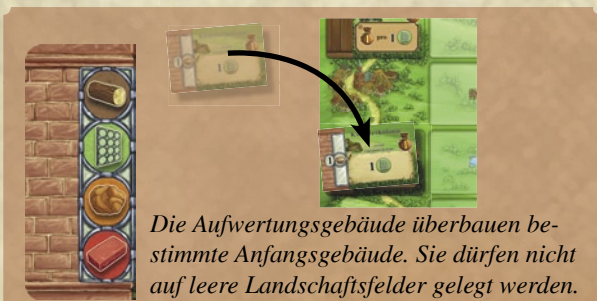 Die Aufwertungsgebäude überbauen be-
stimmte Anfangsgebäude. Sie dürfen nicht
auf leere Landschaftsfelder gelegt werden.